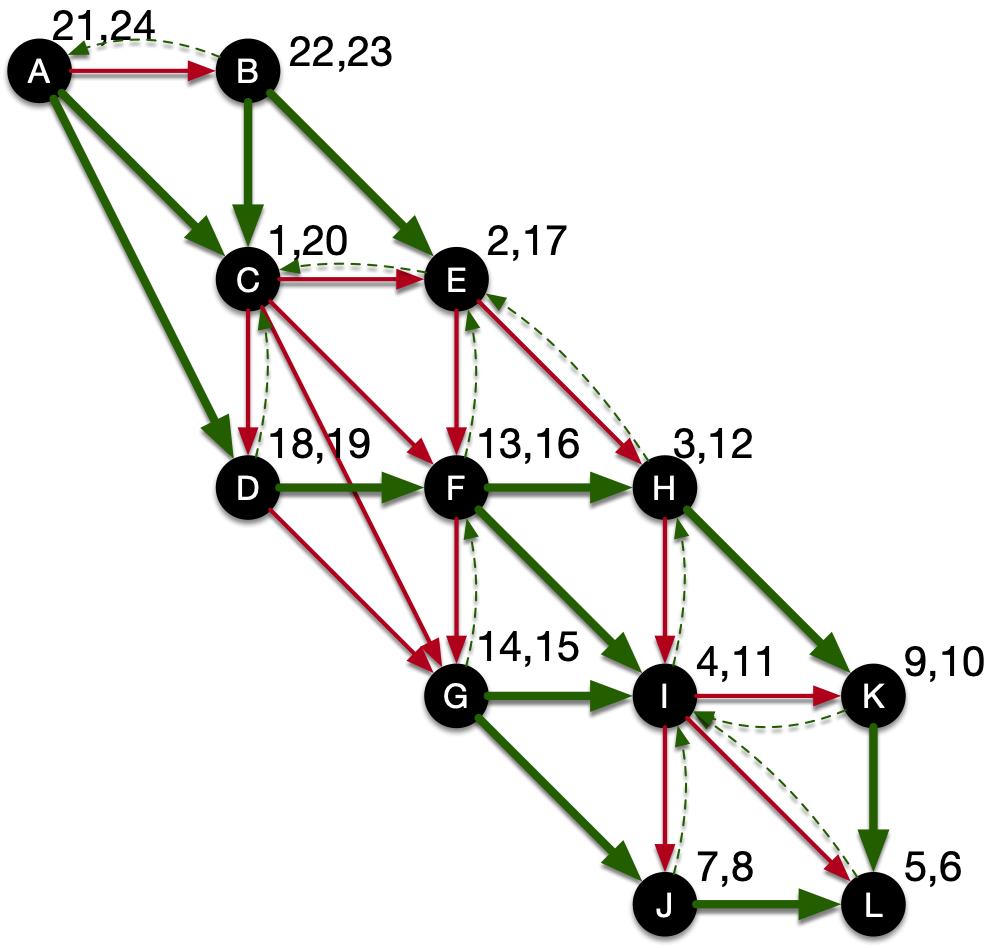 21,24
A
B
22,23
1,20
2,17
C
E
18,19
13,16
3,12
D
F
H
14,15
4,11
9,10
G
I
K
7,8
5,6
J
L